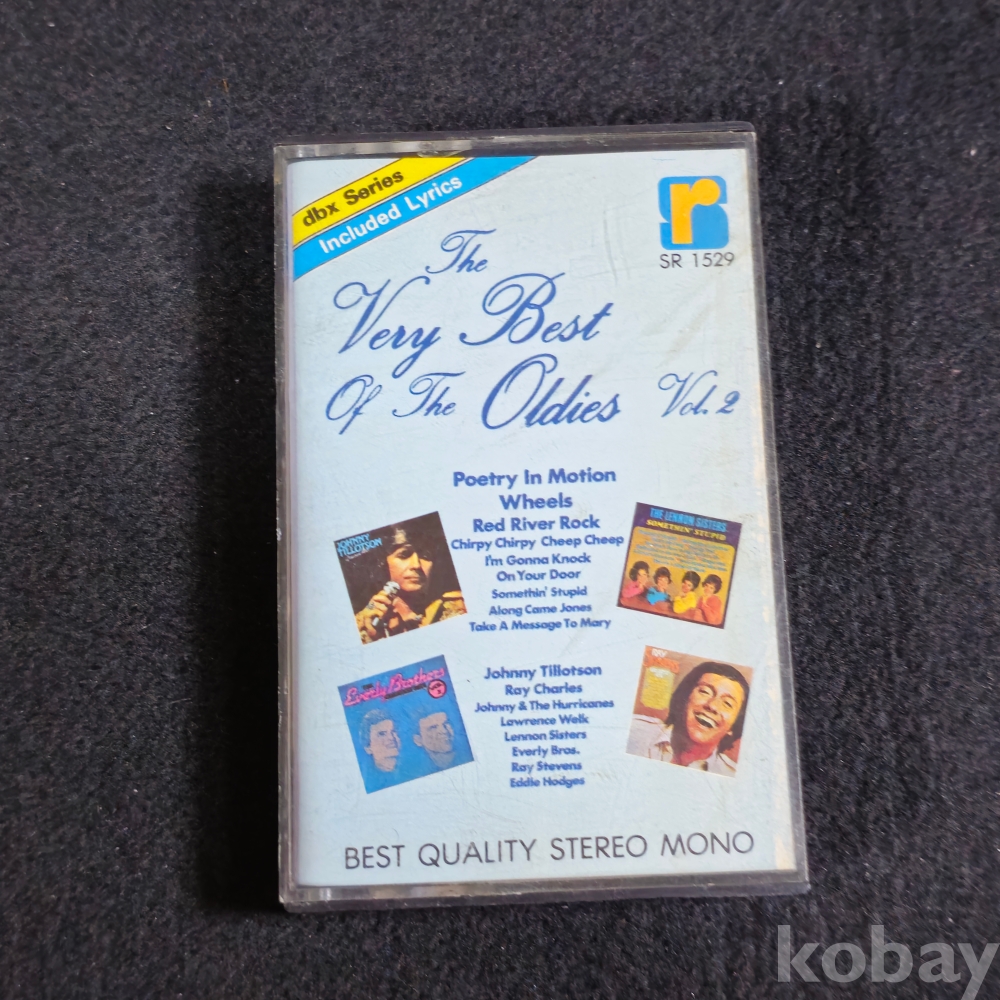 dbx Series
Included Lyrics
r
SR 1529
The
Very Best
Of The Oldies Vol. 2
Poetry In Motion
Wheels
Red River Rock
Chirpy Chirpy Cheep Cheep
I'm Gonna Knock
On Your Door
Somethin' Stupid
Along Came Jones
Take A Message To Mary
JOHNNY
TILLOTSON
THE LENNON SISTERS
SOMETHIN' STUPID
Everly Brothers
RAY
Johnny Tillotson
Ray Charles
Johnny & The Hurricanes
Lawrence Welk
Lennon Sisters
Everly Bros.
Ray Stevens
Eddie Hodges
BEST QUALITY STEREO MONO
kobay